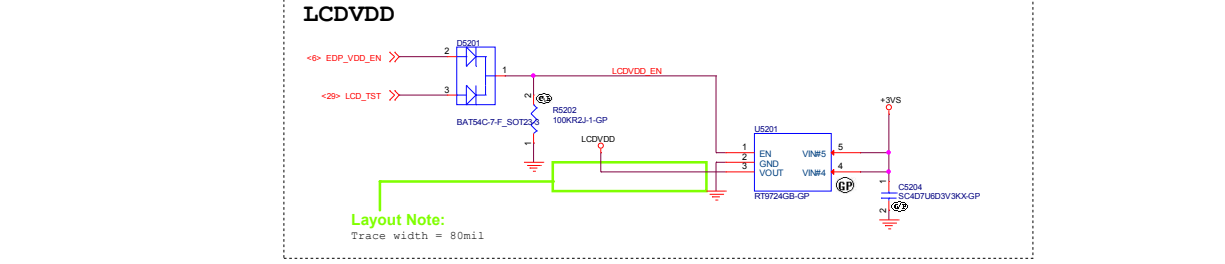 LCDVDD
D5201
<6> EDP_VDD_EN
2
1
LCDVDD_EN
<29> LCD_TST
3
2
R5202
100KR2J-1-GP
BAT54C-7-F_SOT23-3
1
+3VS
LCDVDD
U5201
1
EN
VIN#5
5
2
GND
3
VOUT
VIN#4
4
RT9724GB-GP
GP
1
C5204
SC4D7U6D3V3KX-GP
2
Layout Note:
Trace width = 80mil